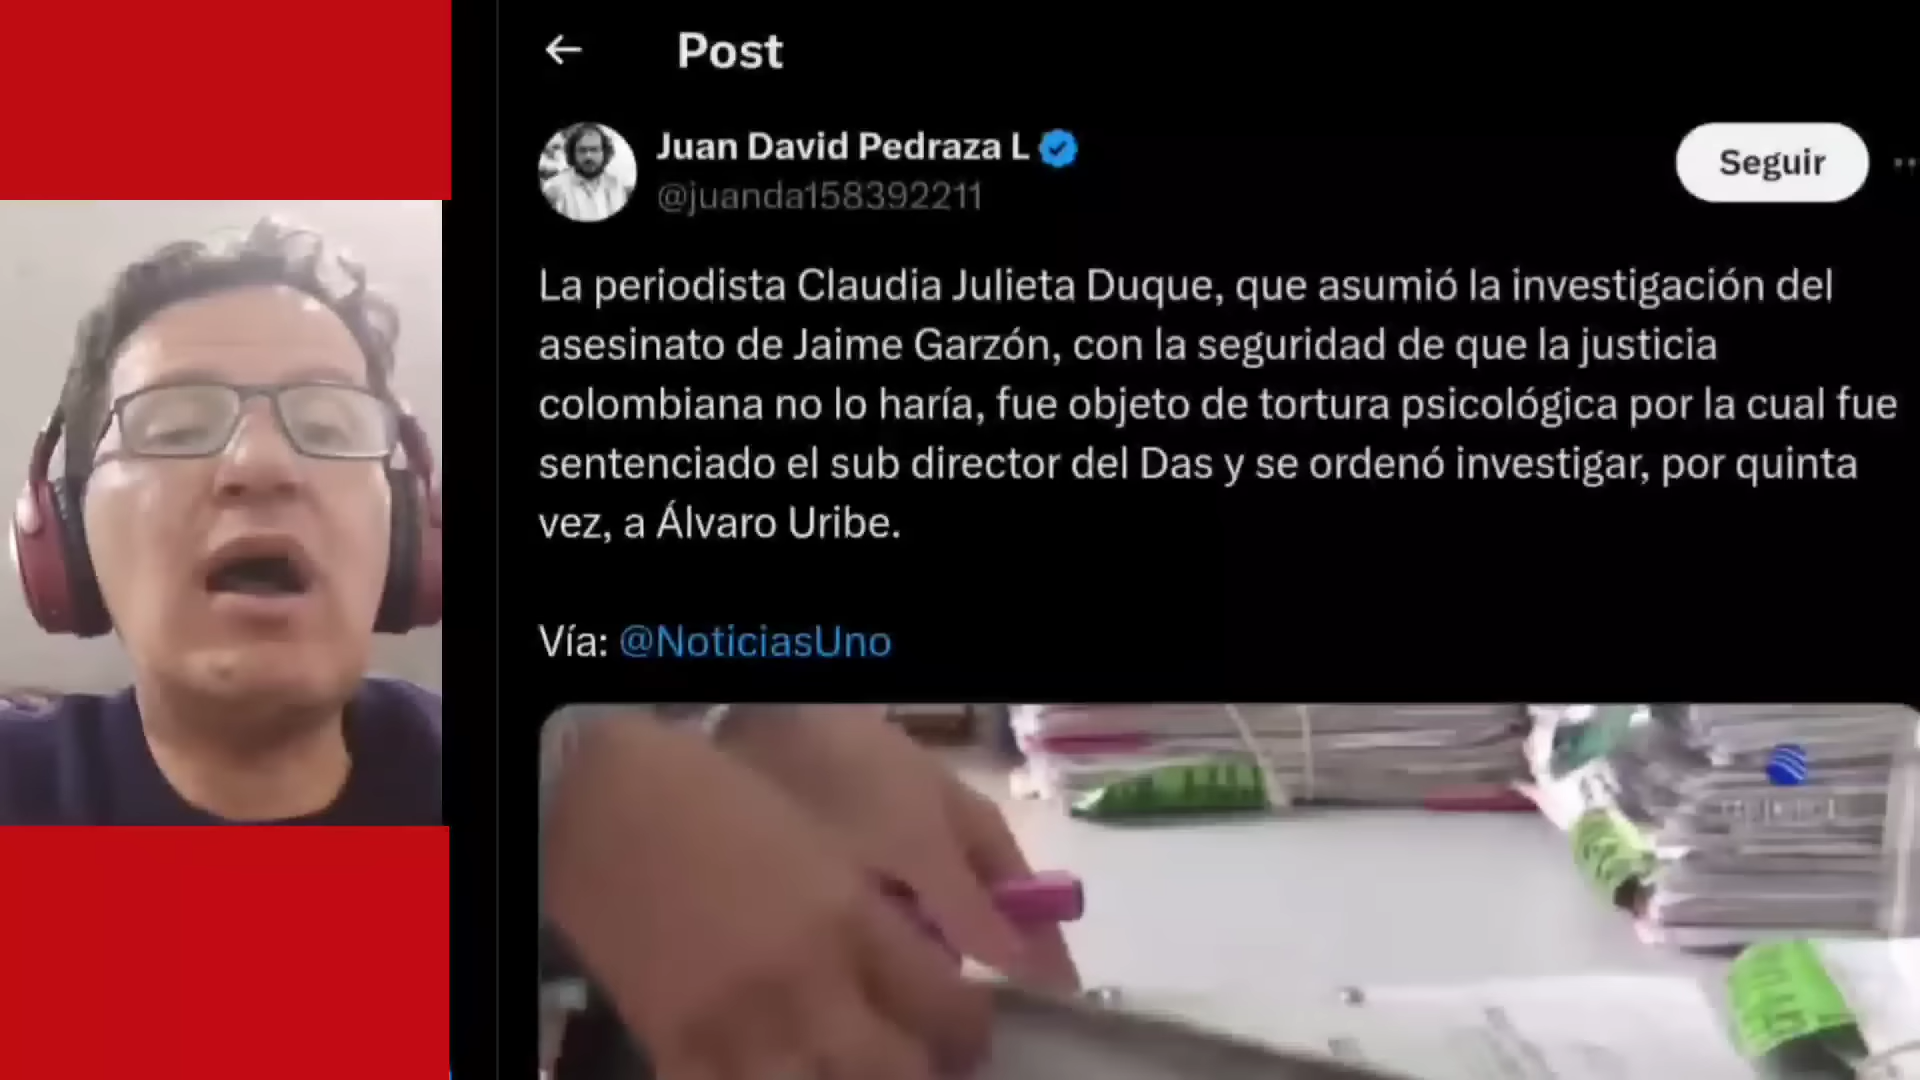 Post
Juan David Pedraza L
@juanda158392211
Seguir
La periodista Claudia Julieta Duque, que asumió la investigación del
asesinato de Jaime Garzón, con la seguridad de que la justicia
colombiana no lo haría, fue objeto de tortura psicológica por la cual fue
sentenciado el sub director del Das y se ordenó investigar, por quinta
vez, a Álvaro Uribe.
Vía: @NoticiasUno